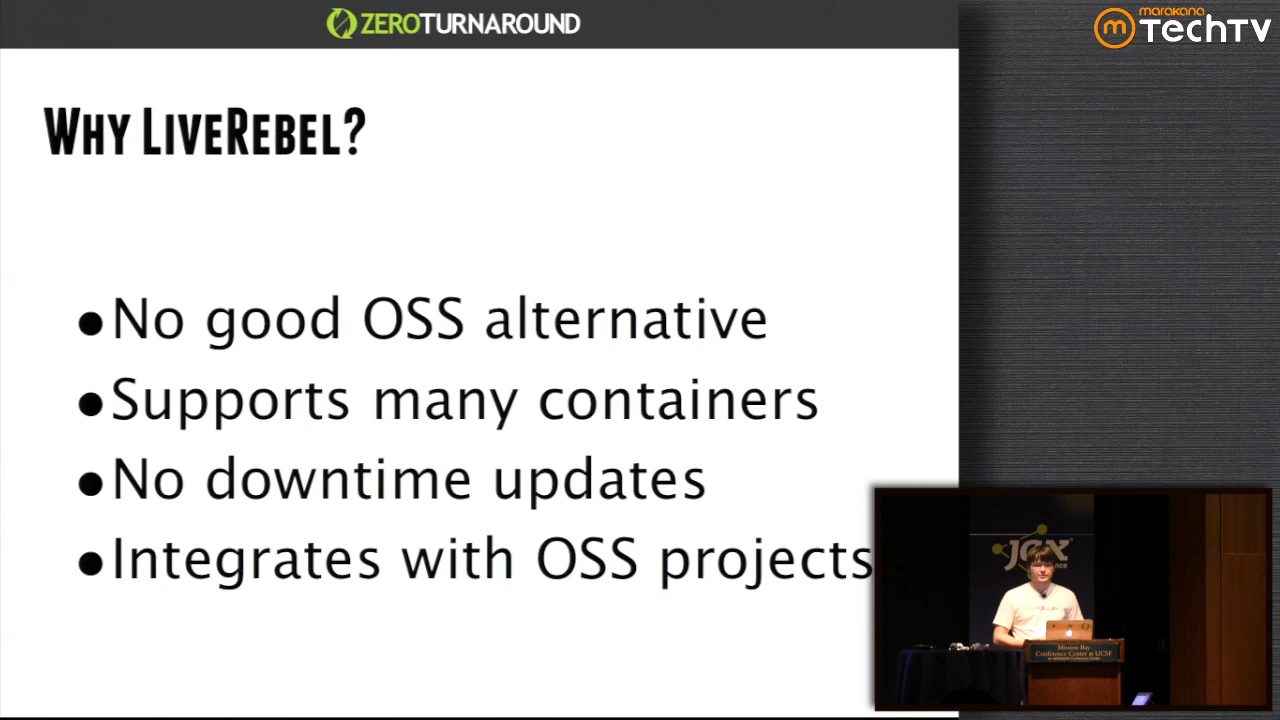 ZEROTURNAROUND
marakana
TechTV
WHY LIVEREBEL?
•No good OSS alternative
•Supports many containers
•No downtime updates
•Integrates with OSS projects
jax
Mission Bay
Conference Center at UCSF